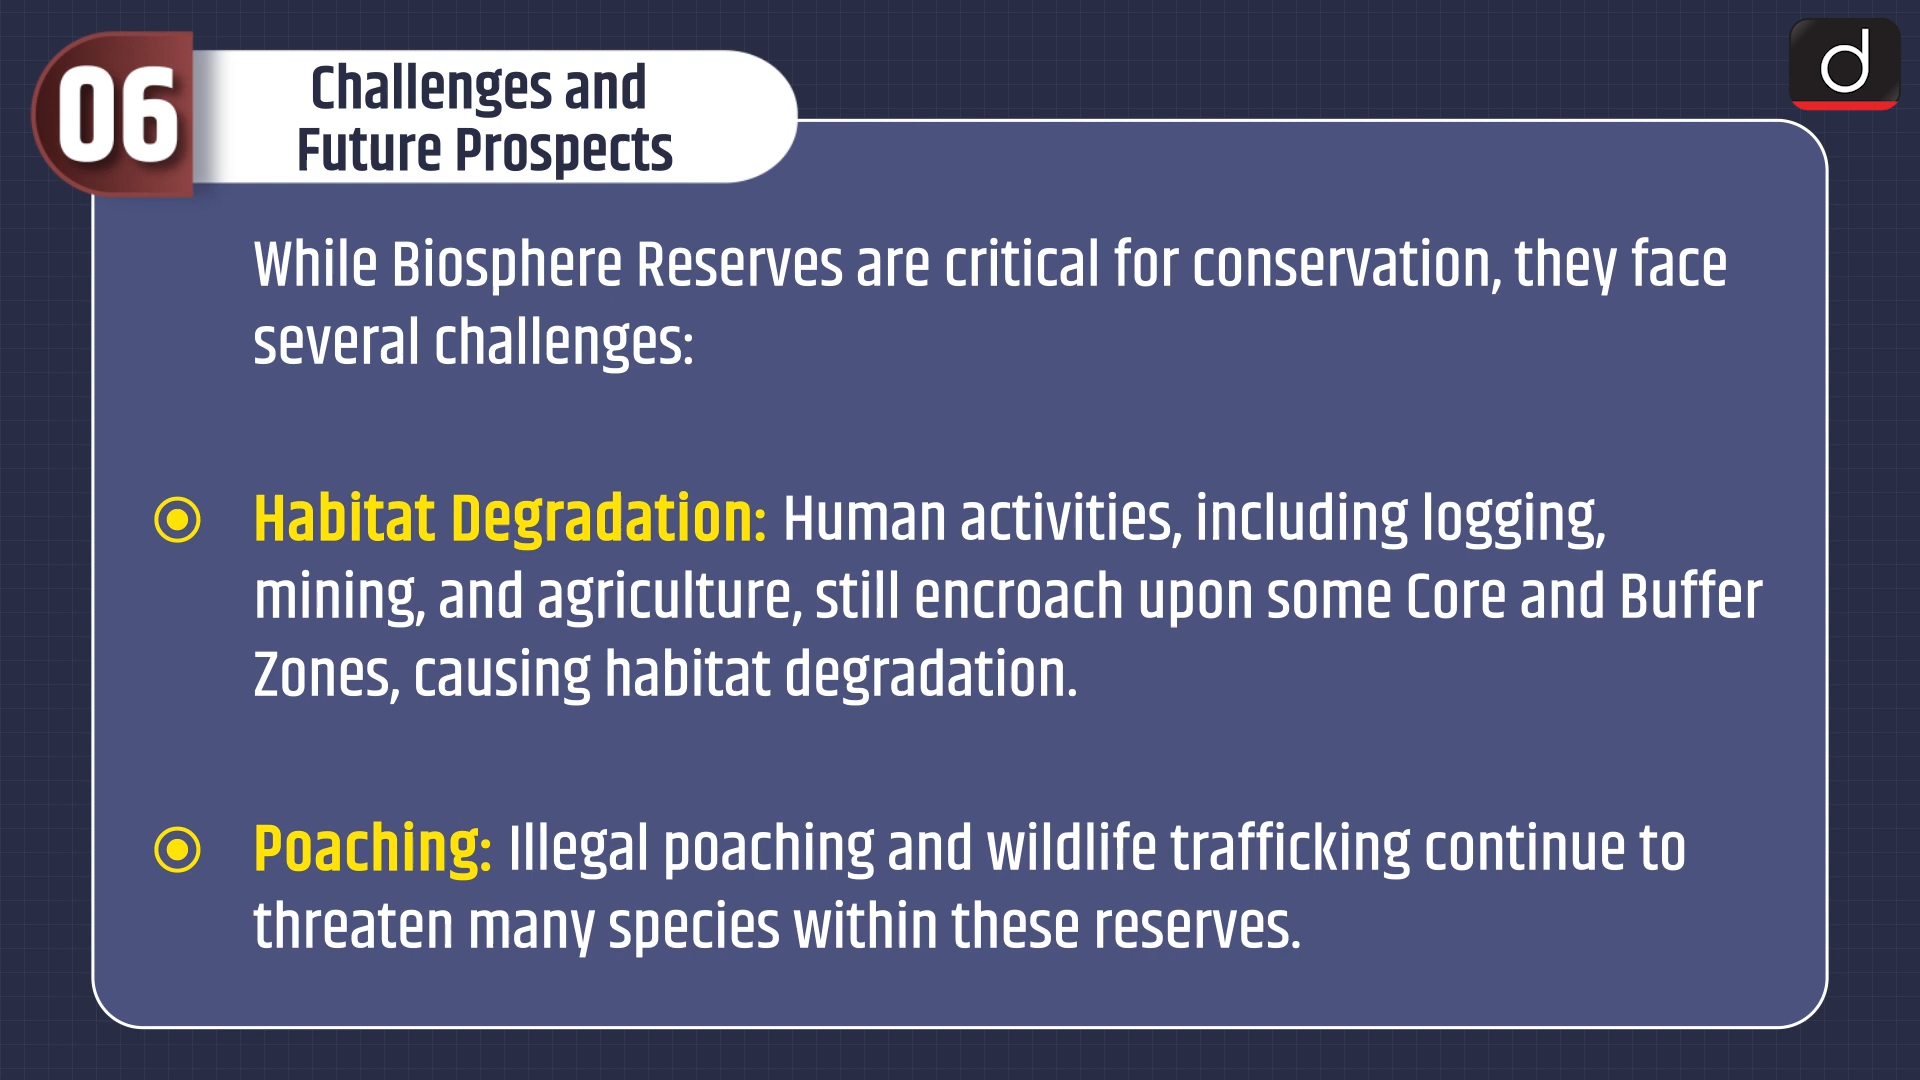 06
Challenges and
Future Prospects
d
While Biosphere Reserves are critical for conservation, they face
several challenges:
Habitat Degradation: Human activities, including logging,
mining, and agriculture, still encroach upon some Core and Buffer
Zones, causing habitat degradation.
Poaching: Illegal poaching and wildlife trafficking continue to
threaten many species within these reserves.